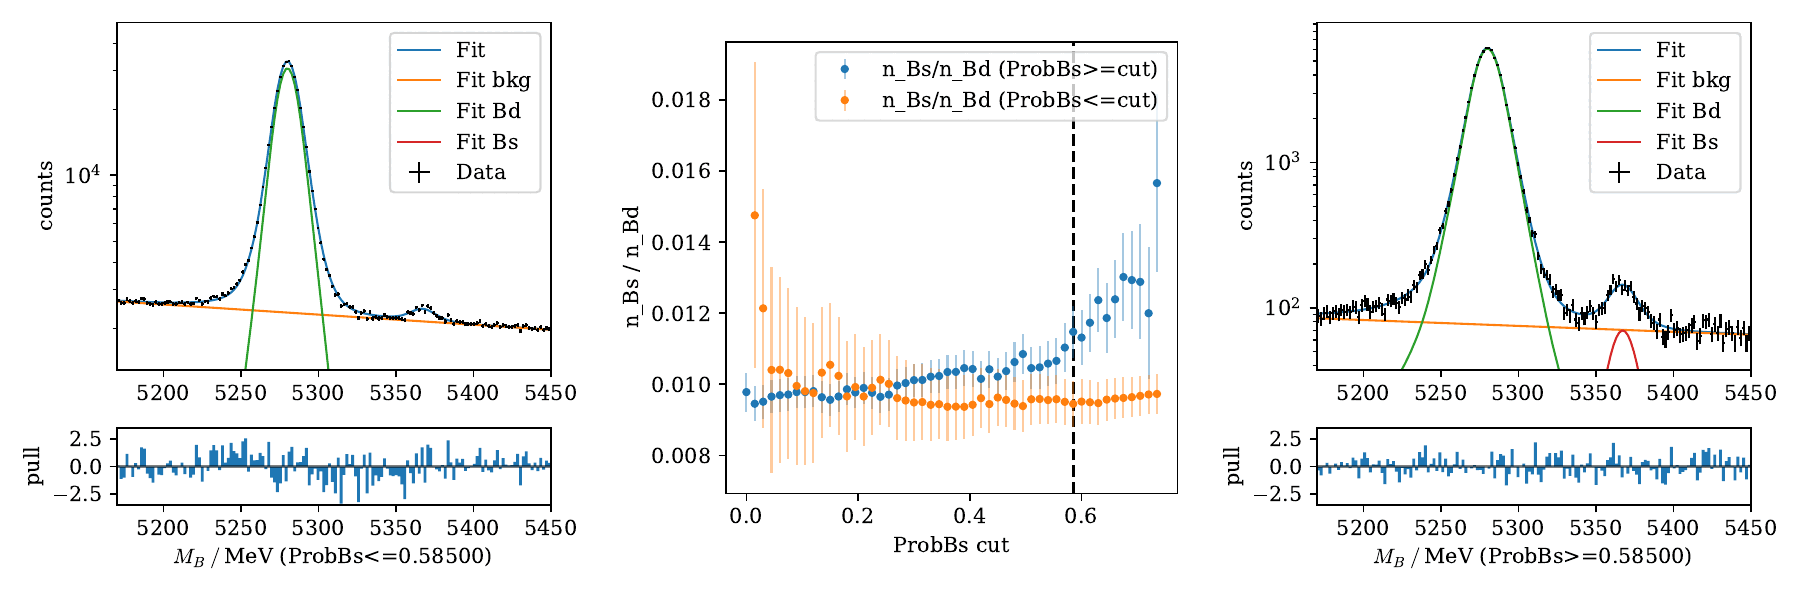 Fit
Fit bkg
Fit Bd
Fit Bs
Data
counts
10^4
5200 5250 5300 5350 5400 5450
pull
2.5
0.0
−2.5
5200 5250 5300 5350 5400 5450
M_B / MeV (ProbBs<=0.58500)
n_Bs/n_Bd (ProbBs>=cut)
n_Bs/n_Bd (ProbBs<=cut)
n_Bs / n_Bd
0.018
0.016
0.014
0.012
0.010
0.008
0.0 0.2 0.4 0.6
ProbBs cut
Fit
Fit bkg
Fit Bd
Fit Bs
Data
counts
10^3
10^2
5200 5250 5300 5350 5400 5450
pull
2.5
0.0
−2.5
5200 5250 5300 5350 5400 5450
M_B / MeV (ProbBs>=0.58500)